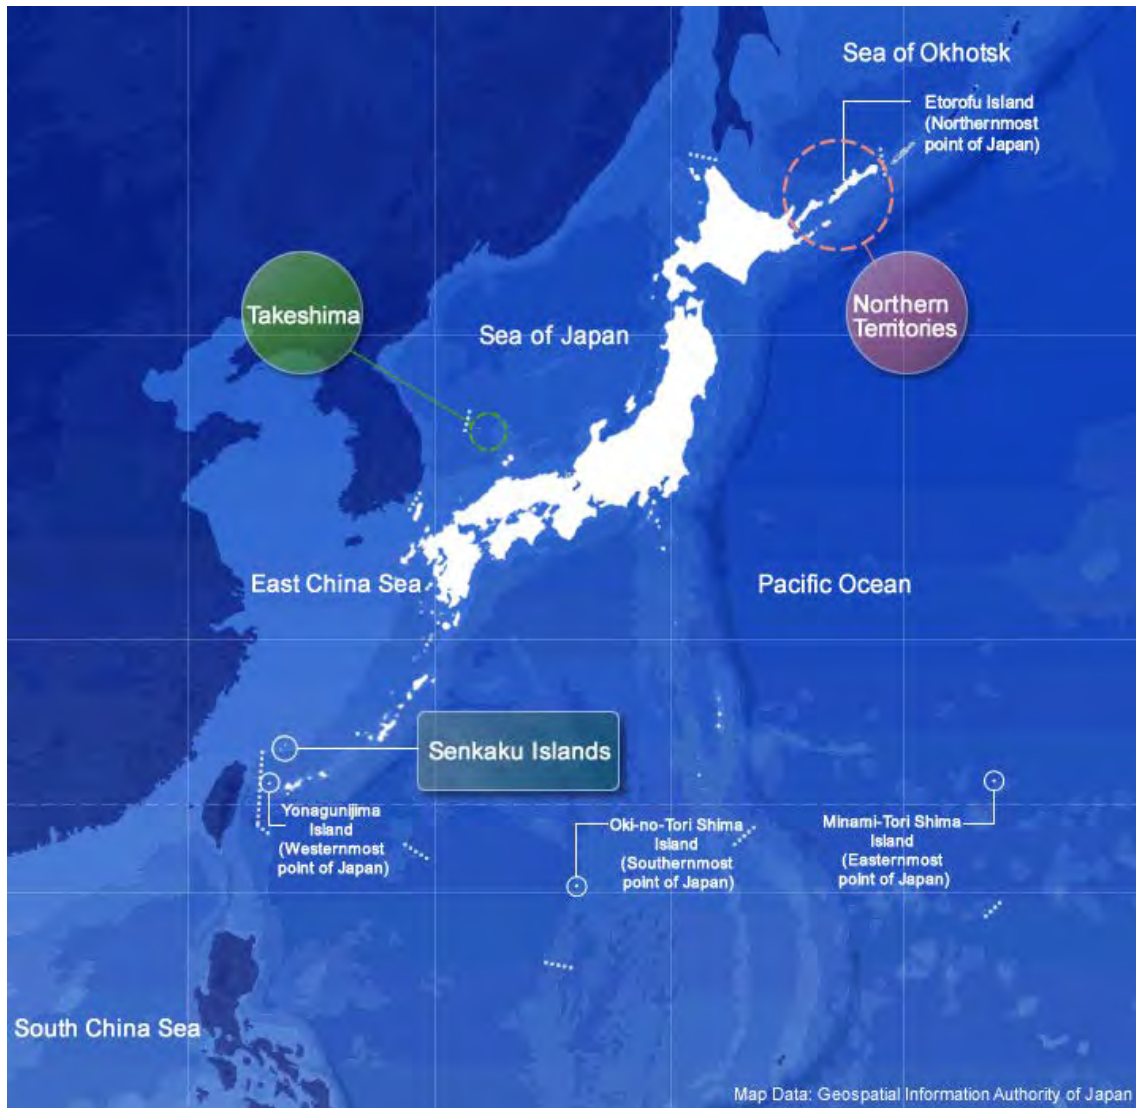 Sea of Okhotsk
Etorofu Island
(Northernmost
point of Japan)
Takeshima
Northern
Territories
Sea of Japan
East China Sea
Pacific Ocean
Senkaku Islands
Yonagunijima
Island
(Westernmost
point of Japan)
Oki-no-Tori Shima
Island
(Southernmost
point of Japan)
Minami-Tori Shima
Island
(Easternmost
point of Japan)
South China Sea
Map Data: Geospatial Information Authority of Japan